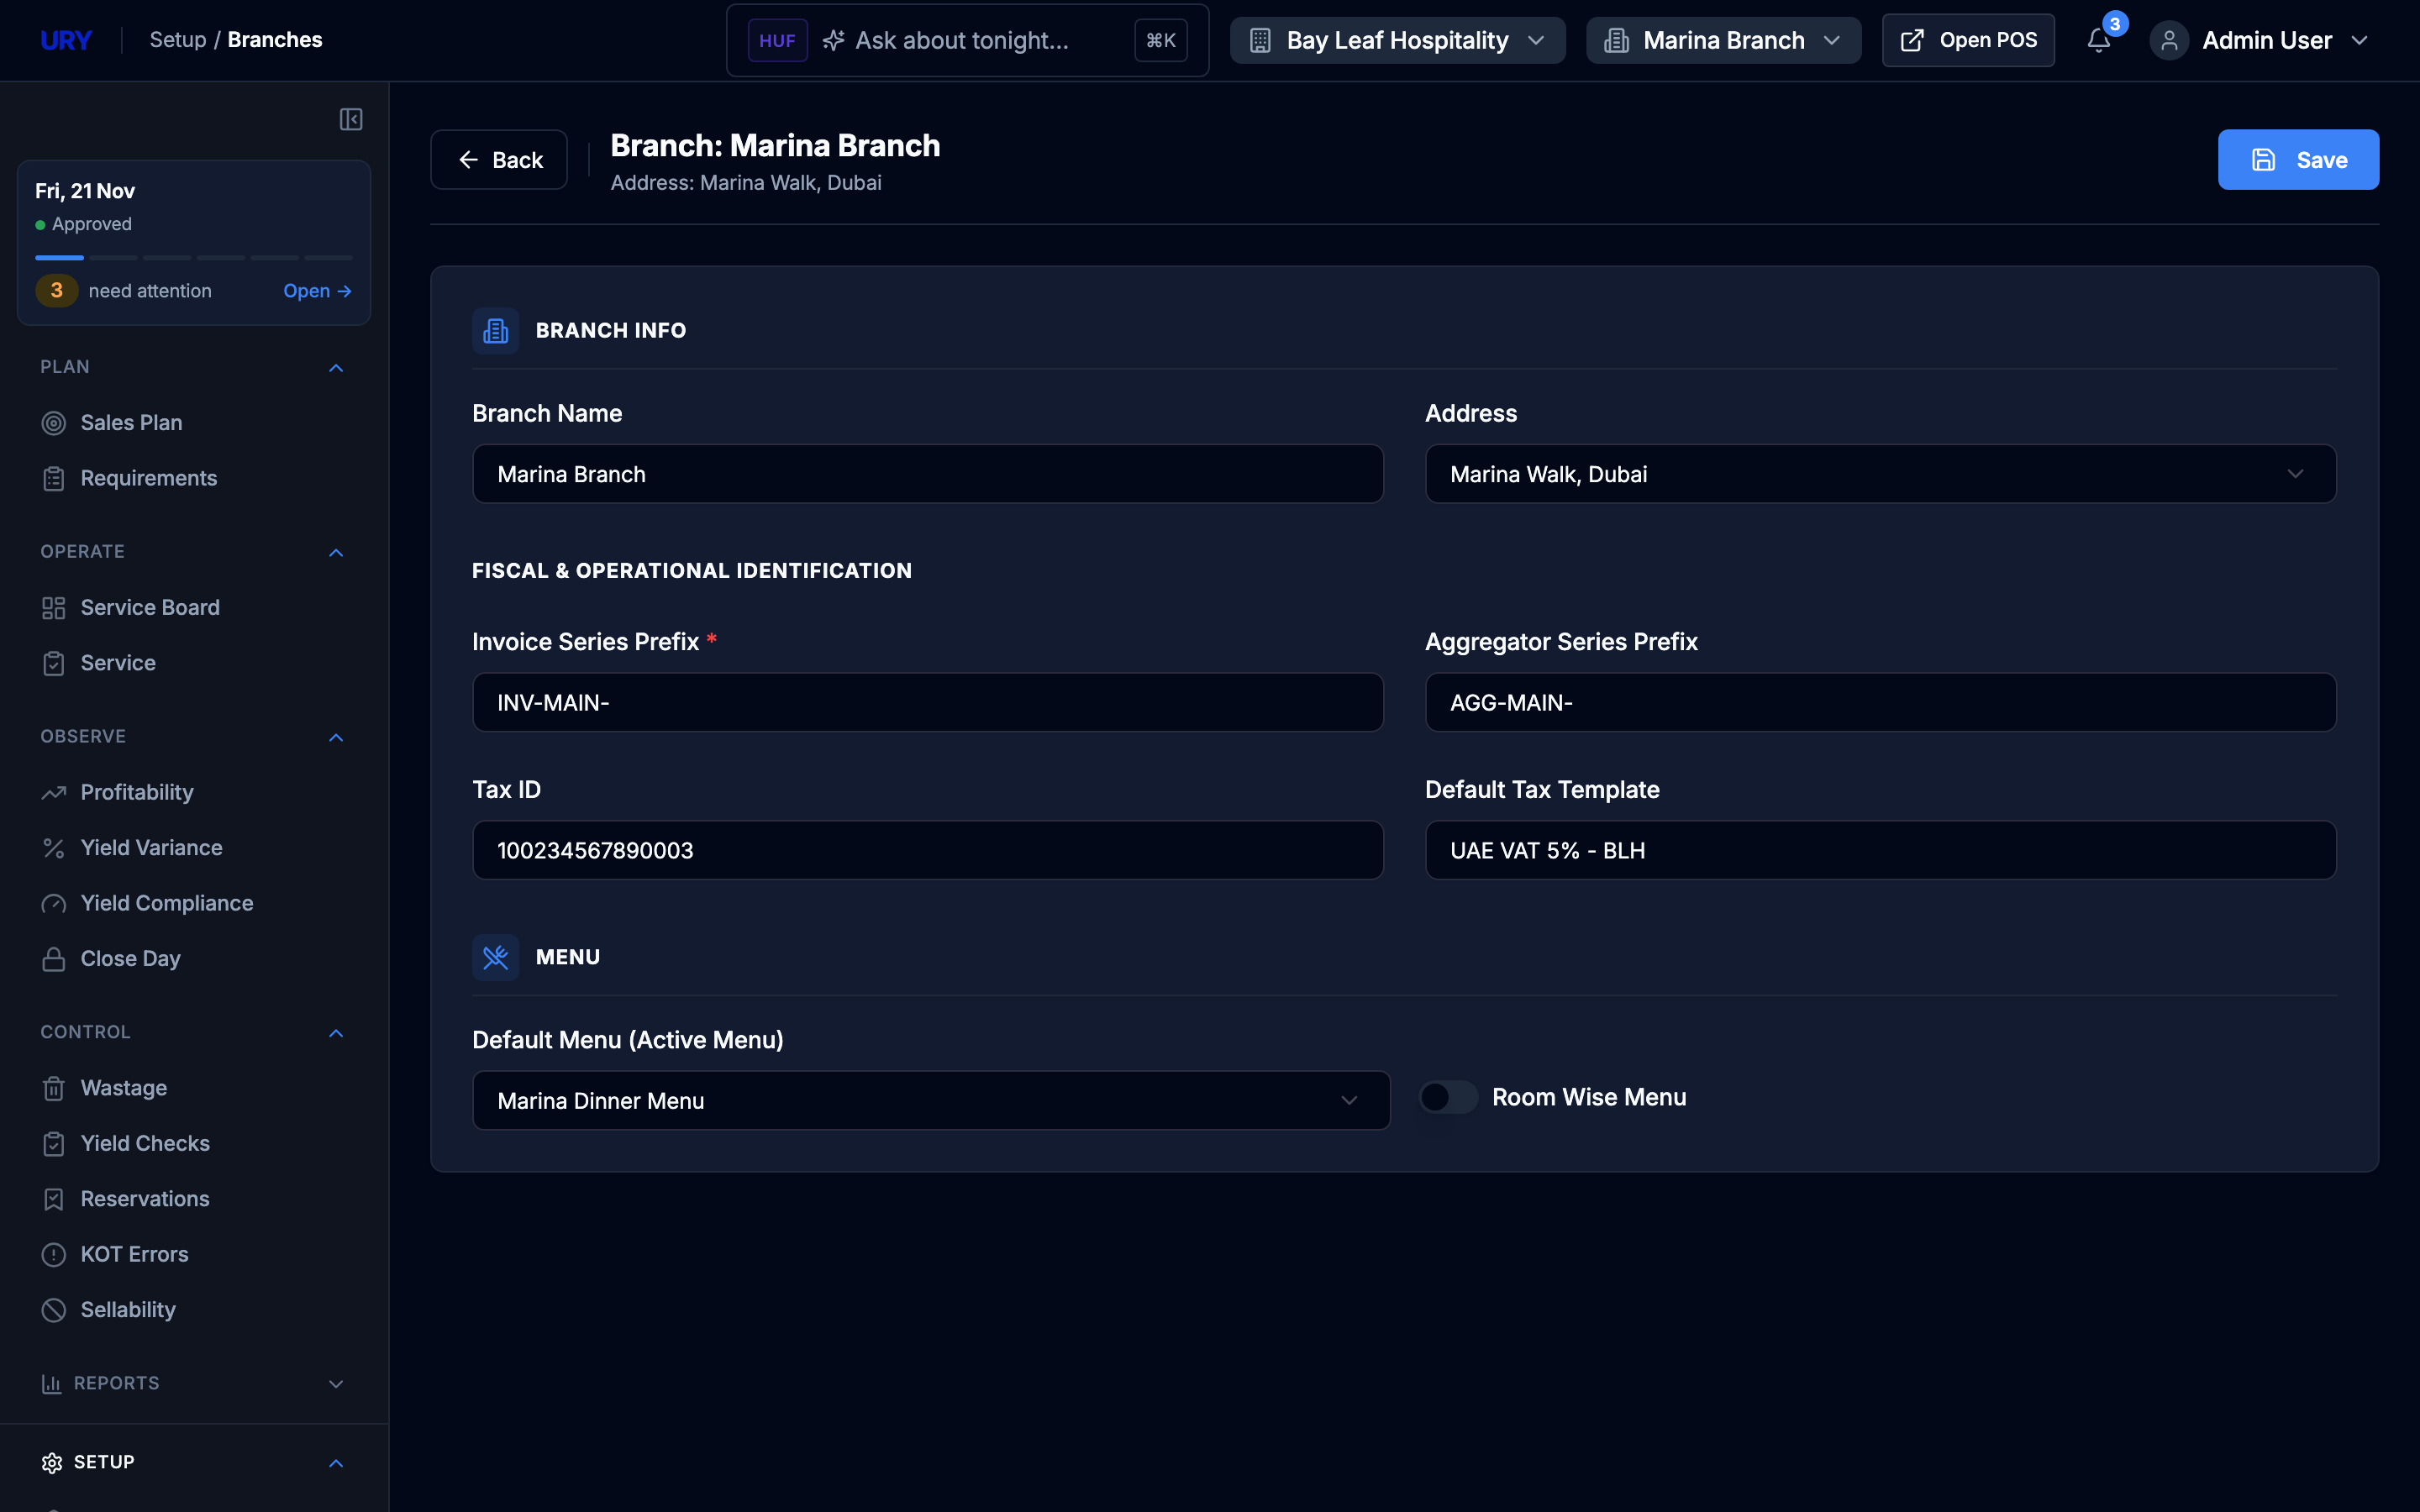 URY
Setup / Branches
HUF
Ask about tonight...
⌘K
Bay Leaf Hospitality
Marina Branch
Open POS
3
Admin User
Fri, 21 Nov
Approved
3 need attention
Open →
PLAN
Sales Plan
Requirements
OPERATE
Service Board
Service
OBSERVE
Profitability
Yield Variance
Yield Compliance
Close Day
CONTROL
Wastage
Yield Checks
Reservations
KOT Errors
Sellability
REPORTS
SETUP
Back
Branch: Marina Branch
Address: Marina Walk, Dubai
Save
BRANCH INFO
Branch Name
Marina Branch
Address
Marina Walk, Dubai
FISCAL & OPERATIONAL IDENTIFICATION
Invoice Series Prefix *
INV-MAIN-
Aggregator Series Prefix
AGG-MAIN-
Tax ID
100234567890003
Default Tax Template
UAE VAT 5% - BLH
MENU
Default Menu (Active Menu)
Marina Dinner Menu
Room Wise Menu